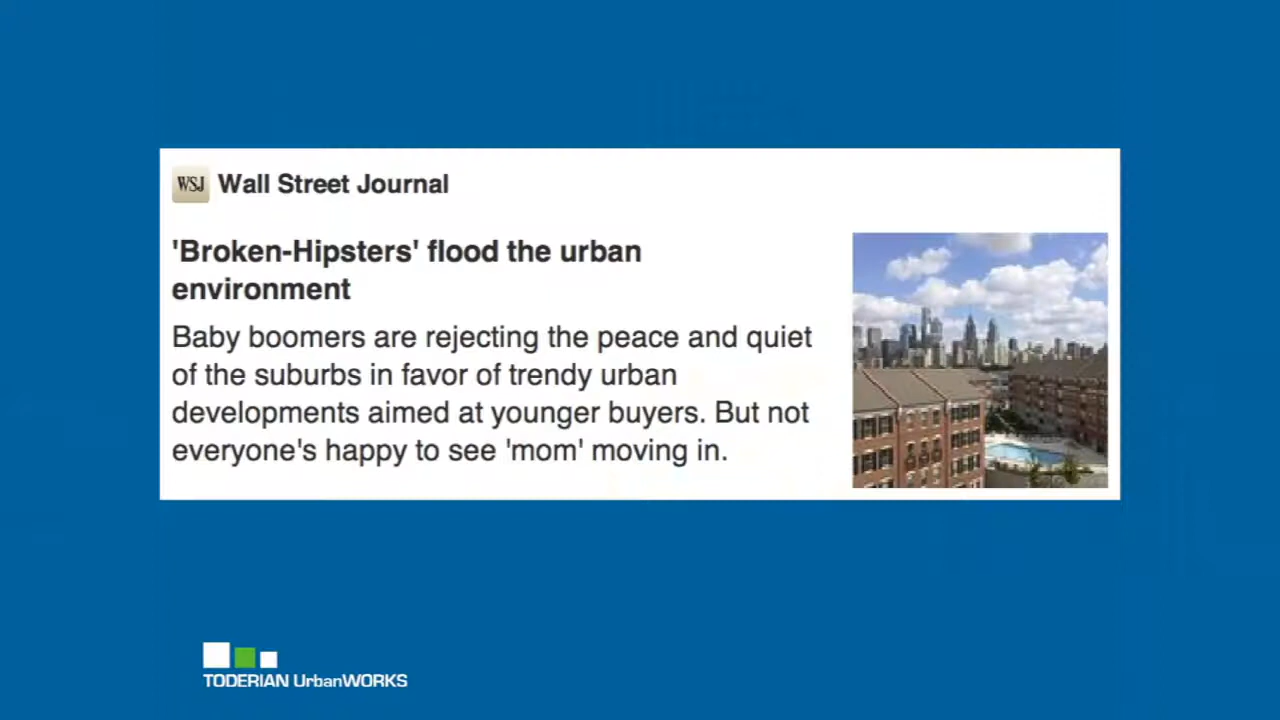 WSJ Wall Street Journal
'Broken-Hipsters' flood the urban
environment
Baby boomers are rejecting the peace and quiet
of the suburbs in favor of trendy urban
developments aimed at younger buyers. But not
everyone's happy to see 'mom' moving in.
TODERIAN UrbanWORKS